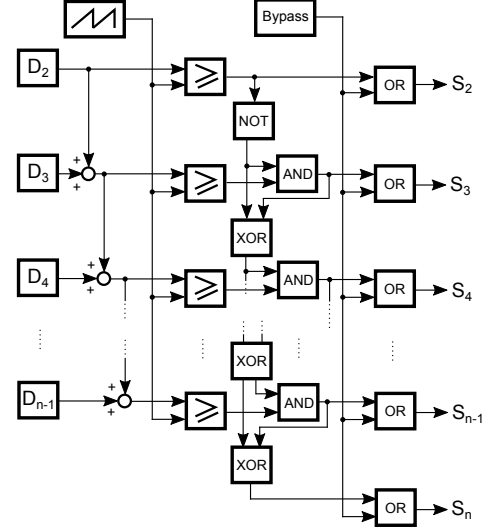 Bypass
D2 ≥ OR S2
NOT
+
D3 + ≥ AND OR S3
XOR
+
D4 + ≥ AND OR S4
XOR
+
Dn-1 + ≥ AND OR Sn-1
XOR
OR Sn